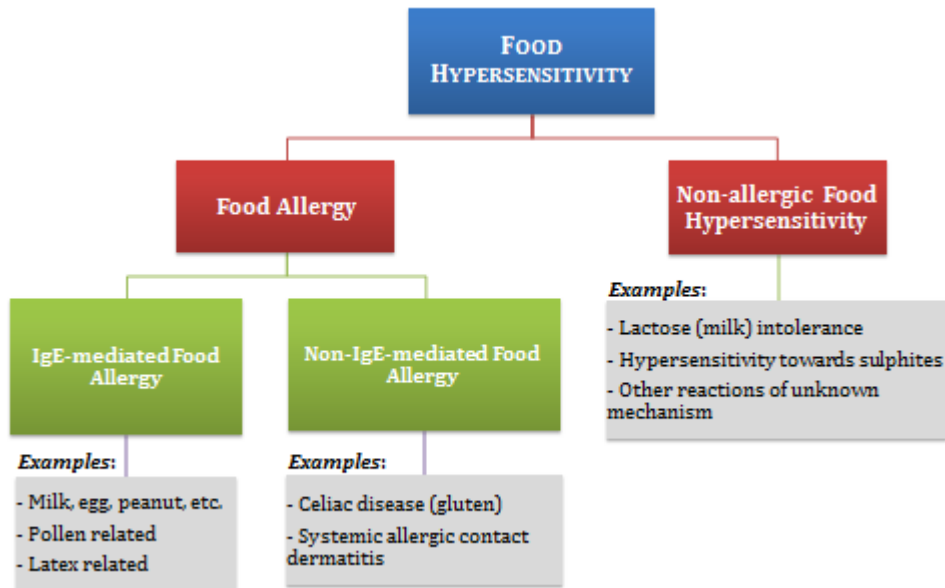 FOOD
HYPERSENSITIVITY
Food Allergy
Non-allergic Food
Hypersensitivity
IgE-mediated Food
Allergy
Non-IgE-mediated Food
Allergy
Examples:
- Lactose (milk) intolerance
- Hypersensitivity towards sulphites
- Other reactions of unknown
mechanism
Examples:
- Milk, egg, peanut, etc.
- Pollen related
- Latex related
Examples:
- Celiac disease (gluten)
- Systemic allergic contact
dermatitis